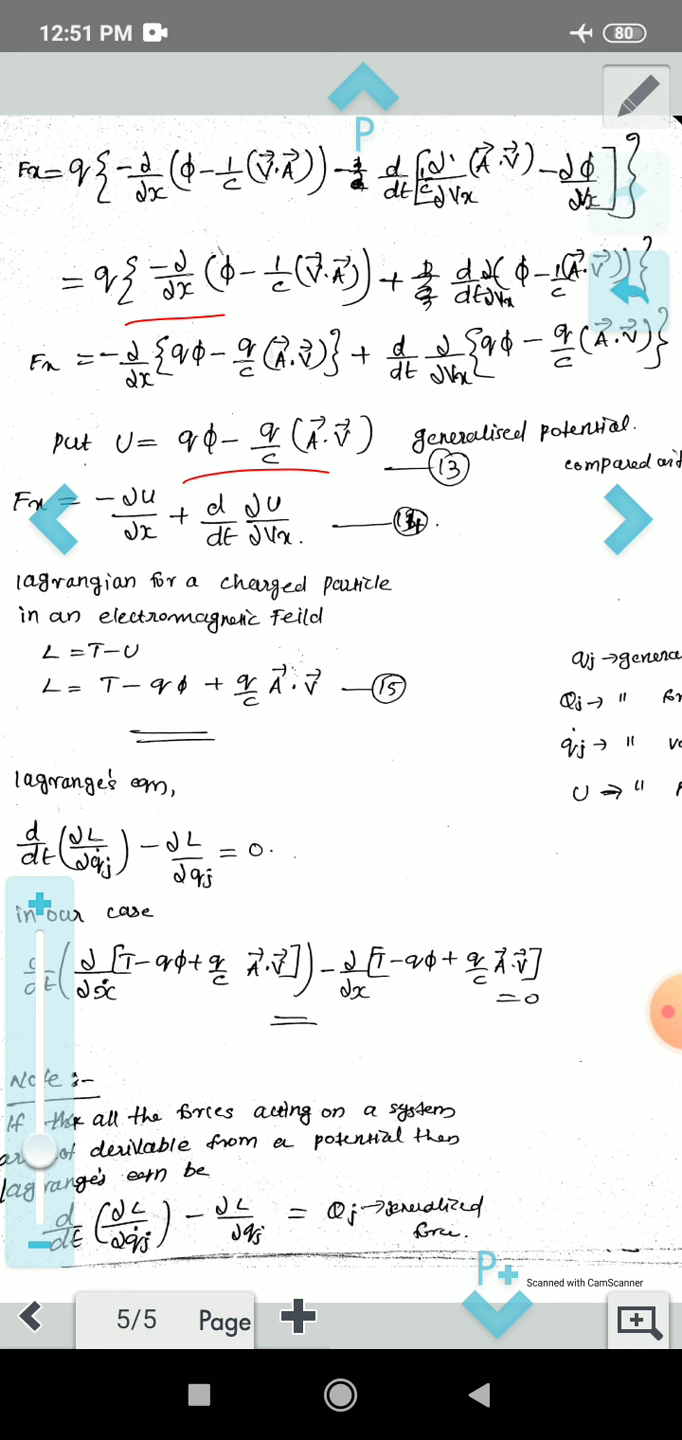 12:51 PM
80
P
Fx = q{-∂/∂x (ϕ - 1/c (V⃗.A⃗)) - d/dt [1/c ∂/∂Vx (A⃗.V⃗) - ∂ϕ/∂Vx]}
= q{-∂/∂x (ϕ - 1/c (V⃗.A⃗)) + d/dt ∂/∂Vx (ϕ - 1/c (A⃗.V⃗))}
Fx = -∂/∂x {qϕ - q/c (A⃗.V⃗)} + d/dt ∂/∂Vx {qϕ - q/c (A⃗.V⃗)}
Put U = qϕ - q/c (A⃗.V⃗) generalised potential.
—(13)
compared
Fx = -∂U/∂x + d/dt ∂U/∂Vx. —(14).
lagrangian for a charged particle
in an electromagnetic Feild
L = T-U
L = T - qϕ + q/c A⃗.V⃗ —(15)
qj → genera
Qj → "
q̇j → "
U → "
lagrange's eqn,
d/dt (∂L/∂q̇j) - ∂L/∂qj = 0.
in our case
d/dt (∂/∂ẋ [T - qϕ + q/c A⃗.V⃗]) - ∂/∂x [T - qϕ + q/c A⃗.V⃗]
= 0
Note :-
If all the forces acting on a system
derivable from a potential then
lagrange's eqn be
d/dt (∂L/∂q̇j) - ∂L/∂qj = Qj → generalized
force.
P+
Scanned with CamScanner
5/5 Page